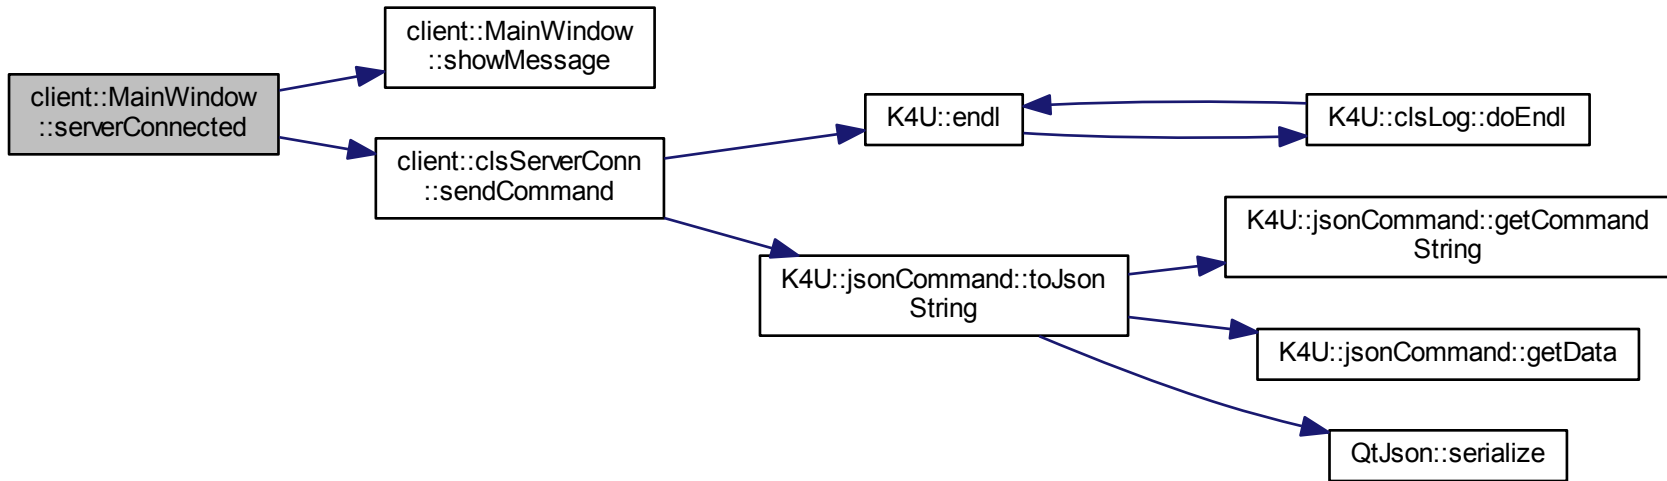 client::MainWindow
::serverConnected
client::MainWindow
::showMessage
client::clsServerConn
::sendCommand
K4U::endl
K4U::clsLog::doEndl
K4U::jsonCommand::toJson
String
K4U::jsonCommand::getCommand
String
K4U::jsonCommand::getData
QtJson::serialize